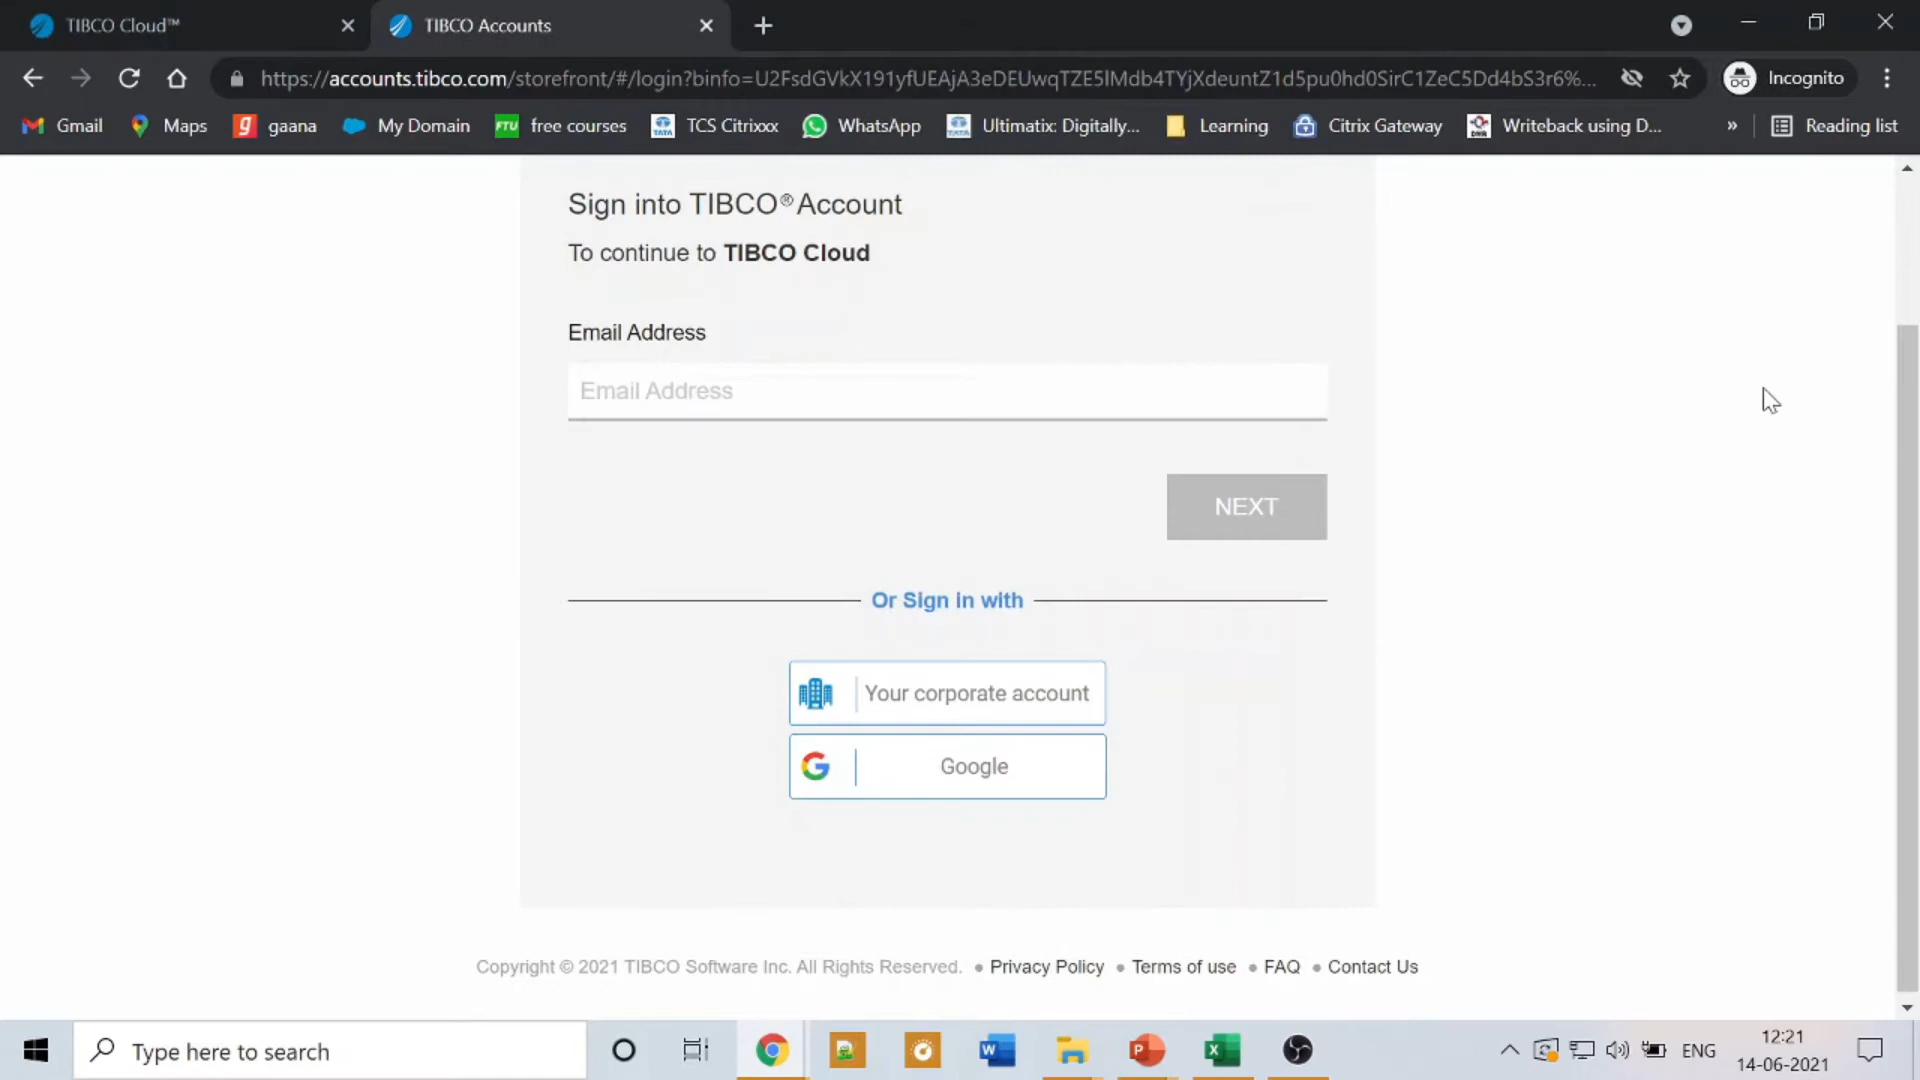 TIBCO Cloud™
TIBCO Accounts
https://accounts.tibco.com/storefront/#/login?binfo=U2FsdGVkX191yfUEAjA3eDEUwqTZE5lMdb4TYjXdeuntZ1d5pu0hd0SirC1ZeC5Dd4bS3r6%...
Incognito
Gmail
Maps
gaana
My Domain
FTU free courses
TCS Citrixxx
WhatsApp
Ultimatix: Digitally...
Learning
Citrix Gateway
Writeback using D...
»
Reading list
Sign into TIBCO® Account
To continue to TIBCO Cloud
Email Address
Email Address
NEXT
Or Sign in with
Your corporate account
Google
Copyright © 2021 TIBCO Software Inc. All Rights Reserved. • Privacy Policy • Terms of use • FAQ • Contact Us
Type here to search
ENG
12:21
14-06-2021